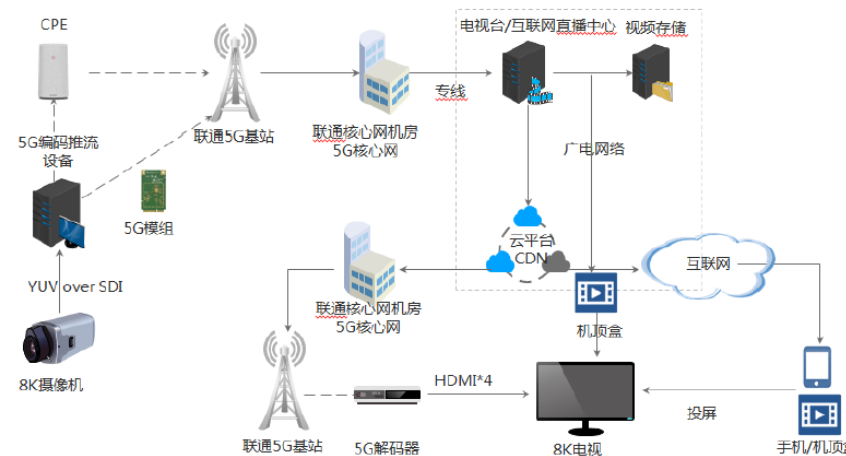 CPE
电视台/互联网直播中心
视频存储
专线
联通5G基站
联通核心网机房
5G核心网
5G编码推流
设备
广电网络
5G模组
云平台
CDN
互联网
YUV over SDI
联通核心网机房
5G核心网
机顶盒
8K摄像机
HDMI*4
投屏
联通5G基站
5G解码器
8K电视
手机/机顶盒